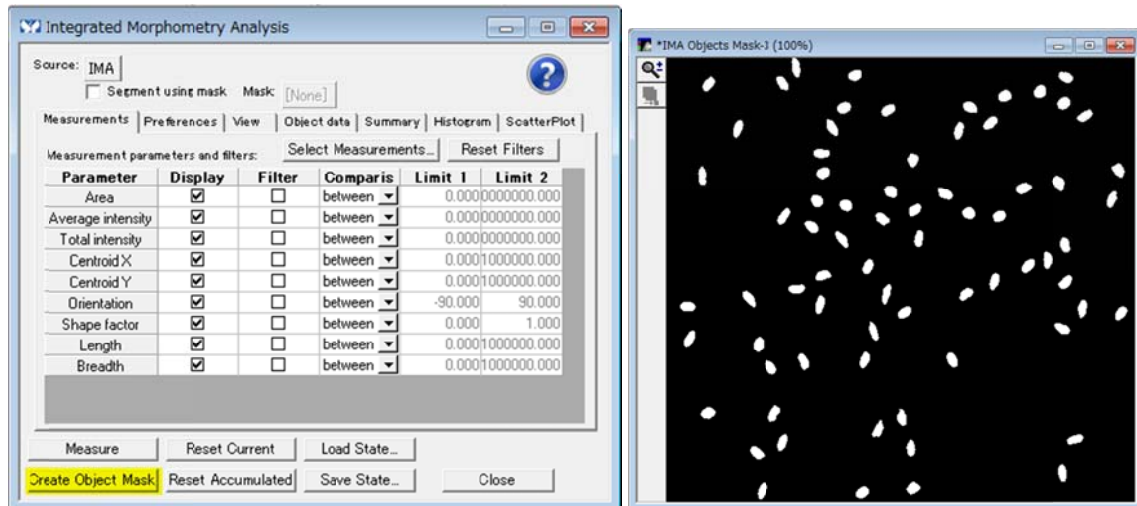 Integrated Morphometry Analysis
Source: IMA
Segment using mask Mask: [None]
Measurements Preferences View Object data Summary Histogram ScatterPlot
Measurement parameters and filters: Select Measurements... Reset Filters
Parameter Display Filter Comparis Limit 1 Limit 2
Area between 0.000 0000000.000
Average intensity between 0.000 0000000.000
Total intensity between 0.000 0000000.000
Centroid X between 0.000 1000000.000
Centroid Y between 0.000 1000000.000
Orientation between -90.000 90.000
Shape factor between 0.000 1.000
Length between 0.000 1000000.000
Breadth between 0.000 1000000.000
Measure Reset Current Load State...
Create Object Mask Reset Accumulated Save State... Close
*IMA Objects Mask-1 (100%)